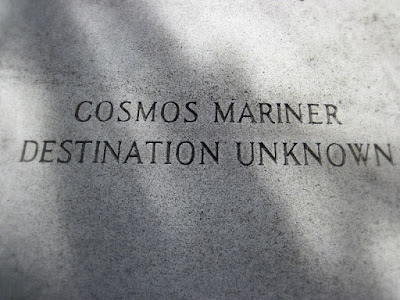 COSMOS MARINER
DESTINATION UNKNOWN